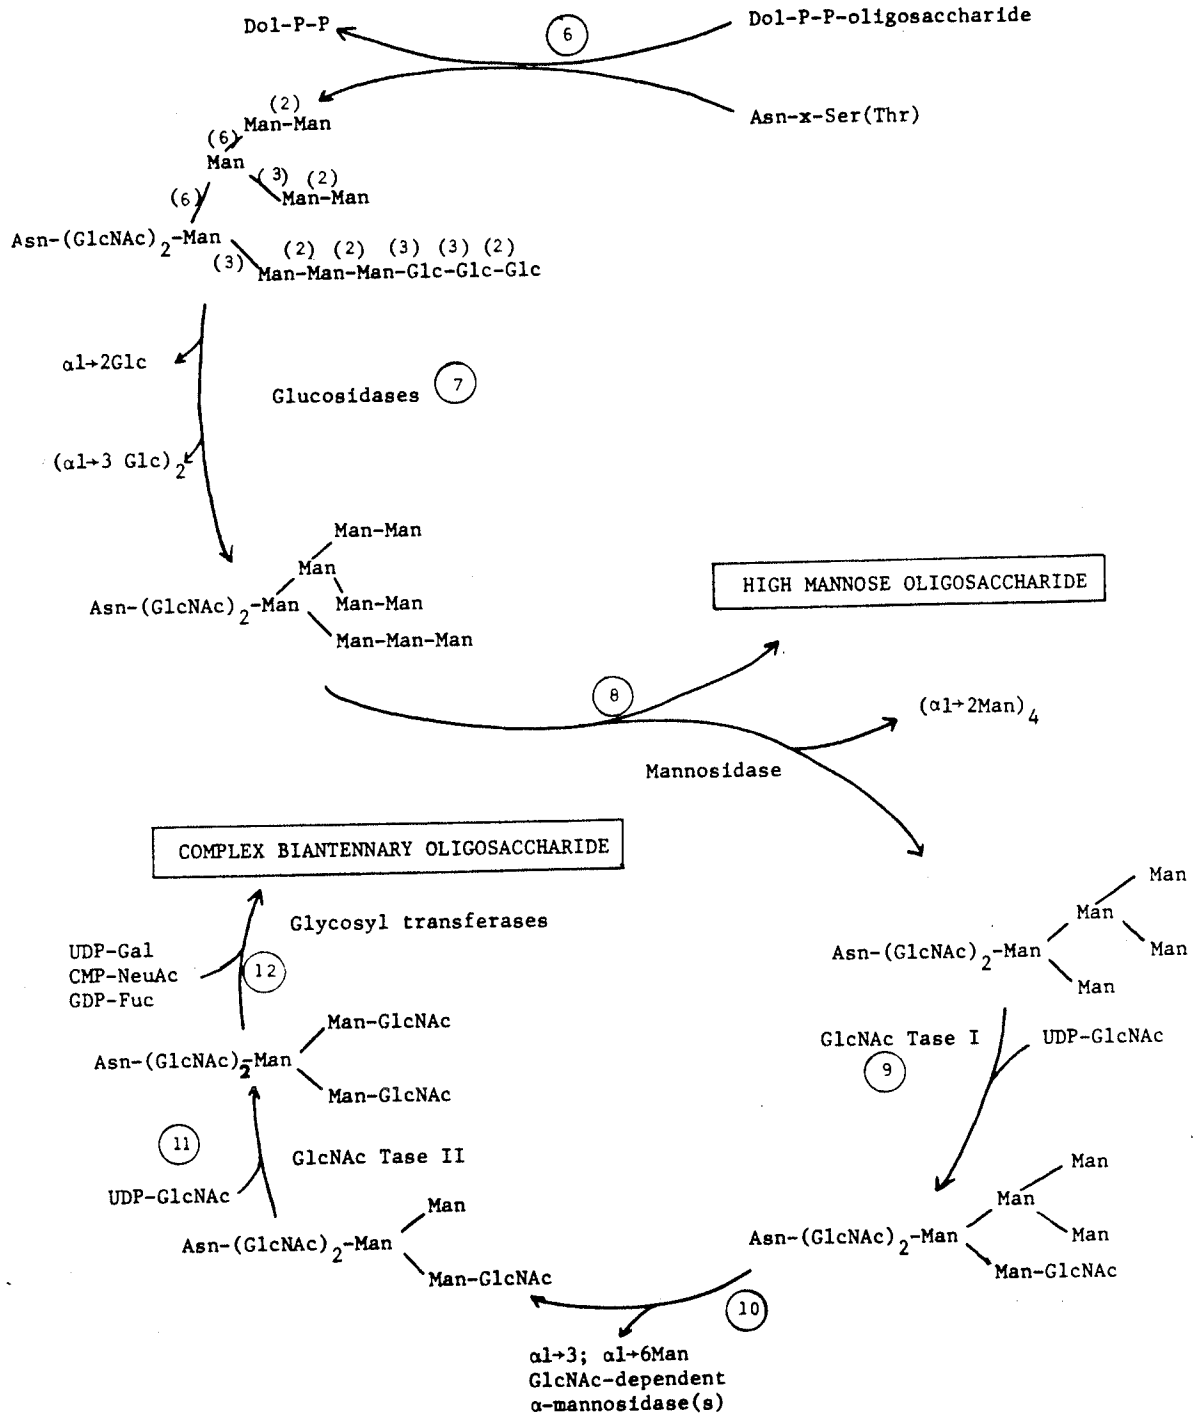 Dol-P-P
6
Dol-P-P-oligosaccharide
Asn-x-Ser(Thr)
(2)
Man-Man
(6)
Man
(3) (2)
Man-Man
(6)
Asn-(GlcNAc)2-Man
(3)
(2) (2) (3) (3) (2)
Man-Man-Man-Glc-Glc-Glc
αl→2Glc
Glucosidases 7
(αl→3 Glc)2
Man-Man
Man
Asn-(GlcNAc)2-Man
Man-Man
Man-Man-Man
HIGH MANNOSE OLIGOSACCHARIDE
8
(αl→2Man)4
Mannosidase
Man
Man
Asn-(GlcNAc)2-Man
Man
Man
GlcNAc Tase I
UDP-GlcNAc
9
Man
Man
Asn-(GlcNAc)2-Man
Man
Man-GlcNAc
10
αl→3; αl→6Man
GlcNAc-dependent
α-mannosidase(s)
Man
Asn-(GlcNAc)2-Man
Man-GlcNAc
11
GlcNAc Tase II
UDP-GlcNAc
Man-GlcNAc
Asn-(GlcNAc)2-Man
Man-GlcNAc
UDP-Gal
CMP-NeuAc
GDP-Fuc
12
Glycosyl transferases
COMPLEX BIANTENNARY OLIGOSACCHARIDE